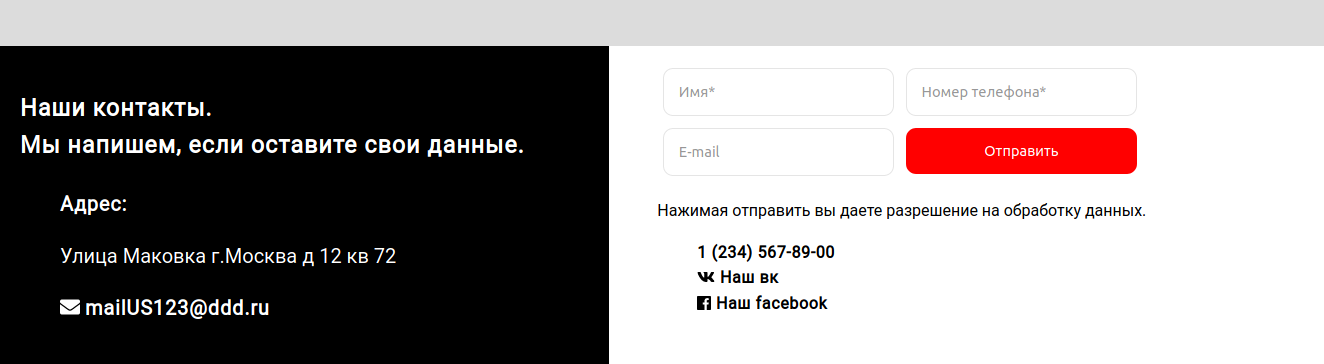 Наши контакты.
Мы напишем, если оставите свои данные.
Адрес:
Улица Маковка г.Москва д 12 кв 72
mailUS123@ddd.ru
Имя*
Номер телефона*
E-mail
Отправить
Нажимая отправить вы даете разрешение на обработку данных.
1 (234) 567-89-00
Наш вк
Наш facebook